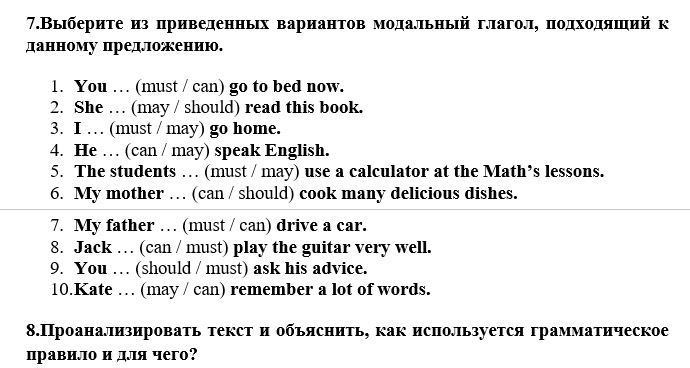 7.Выберите из приведенных вариантов модальный глагол, подходящий к
данному предложению.
1. You … (must / can) go to bed now.
2. She … (may / should) read this book.
3. I … (must / may) go home.
4. He … (can / may) speak English.
5. The students … (must / may) use a calculator at the Math’s lessons.
6. My mother … (can / should) cook many delicious dishes.
7. My father … (must / can) drive a car.
8. Jack … (can / must) play the guitar very well.
9. You … (should / must) ask his advice.
10.Kate … (may / can) remember a lot of words.
8.Проанализировать текст и объяснить, как используется грамматическое
правило и для чего?